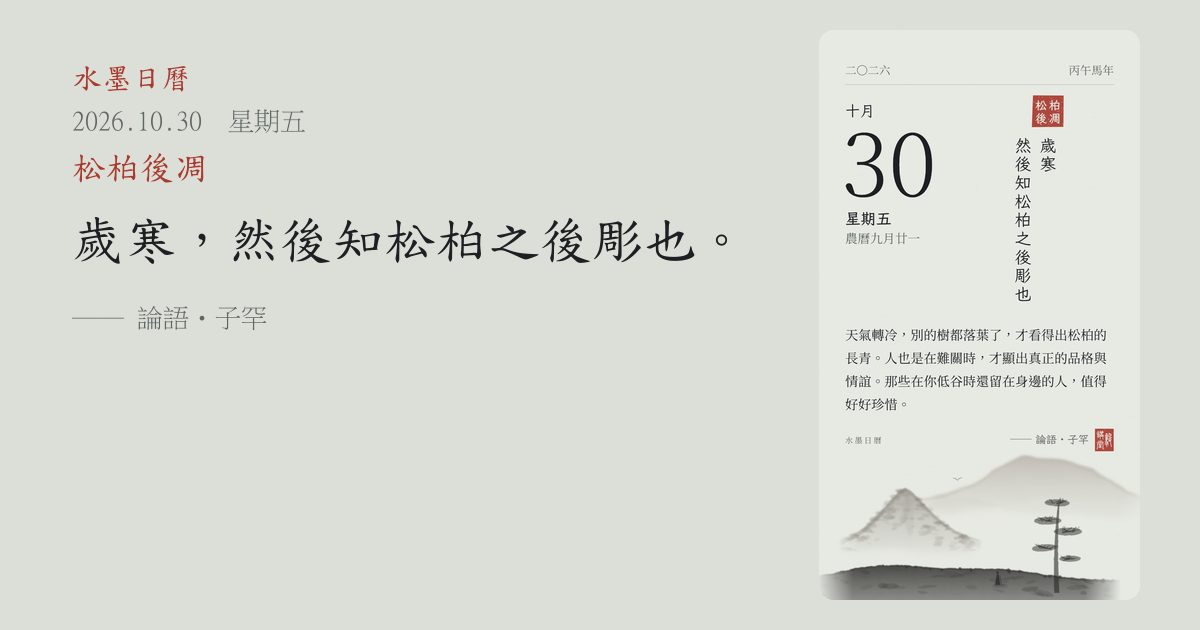 水墨日曆
2026.10.30 星期五
松柏後凋
歲寒，然後知松柏之後彫也。
—— 論語・子罕
二〇二六
丙午馬年
十月
30
星期五
農曆九月廿一
松柏後凋
歲寒
然後知松柏之後彫也
天氣轉冷，別的樹都落葉了，才看得出松柏的
長青。人也是在難關時，才顯出真正的品格與
情誼。那些在你低谷時還留在身邊的人，值得
好好珍惜。
水墨日曆
—— 論語・子罕